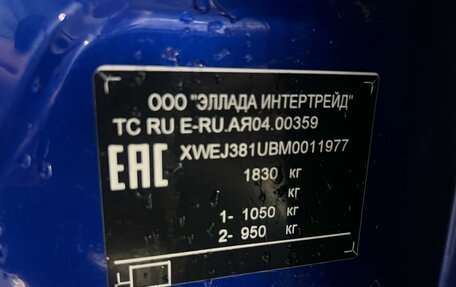 ООО "ЭЛЛАДА ИНТЕРТРЕЙД"
ТС RU E-RU.АЯ04.00359
EAC XWEJ381UBM0011977
1830 кг
кг
1- 1050 кг
2- 950 кг